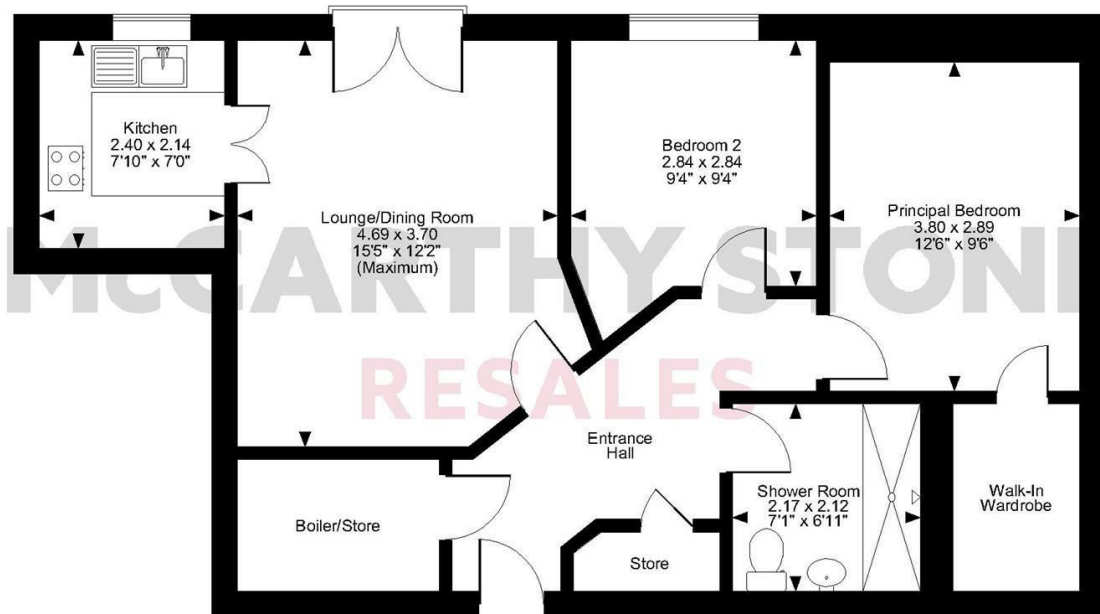 Kitchen
2.40 x 2.14
7'10" x 7'0"
Lounge/Dining Room
4.69 x 3.70
15'5" x 12'2"
(Maximum)
Bedroom 2
2.84 x 2.84
9'4" x 9'4"
Principal Bedroom
3.80 x 2.89
12'6" x 9'6"
McCARTHY STONE
RESALES
Entrance
Hall
Boiler/Store
Store
Shower Room
2.17 x 2.12
7'1" x 6'11"
Walk-In
Wardrobe